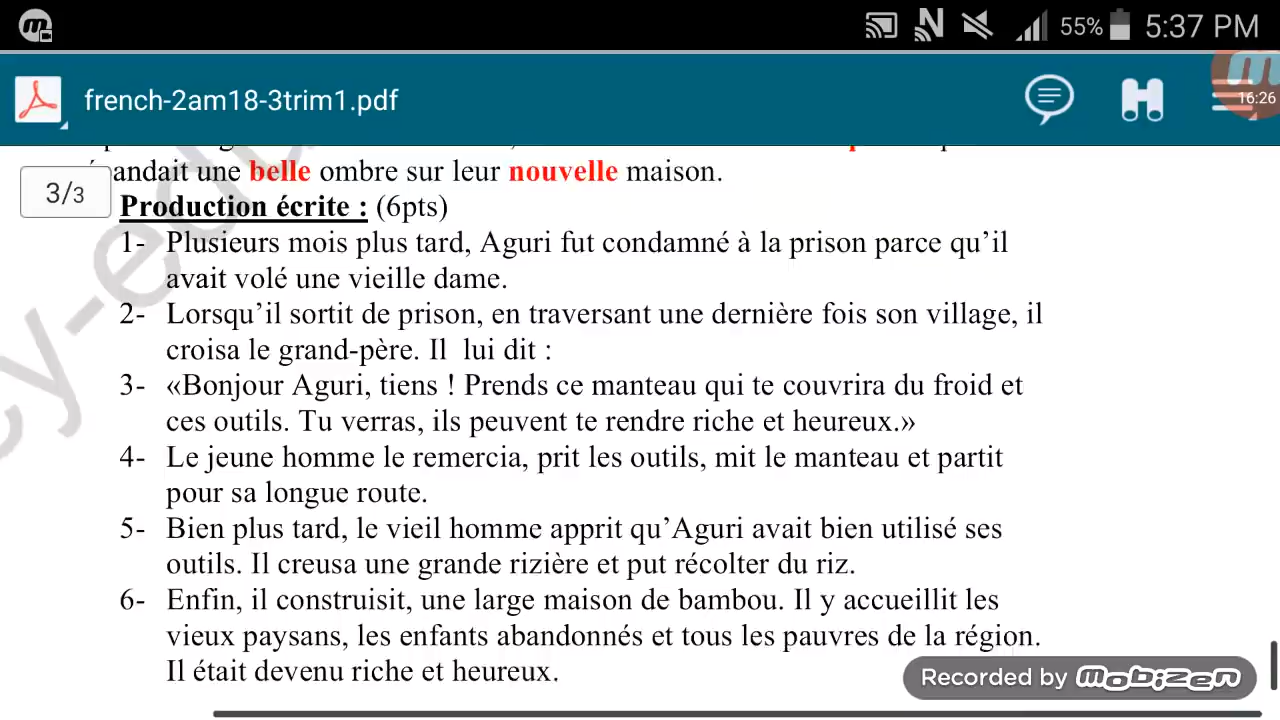 55% 5:37 PM
french-2am18-3trim1.pdf
16:26
andait une belle ombre sur leur nouvelle maison.
3/3
Production écrite : (6pts)
1- Plusieurs mois plus tard, Aguri fut condamné à la prison parce qu'il
avait volé une vieille dame.
2- Lorsqu'il sortit de prison, en traversant une dernière fois son village, il
croisa le grand-père. Il lui dit :
3- «Bonjour Aguri, tiens ! Prends ce manteau qui te couvrira du froid et
ces outils. Tu verras, ils peuvent te rendre riche et heureux.»
4- Le jeune homme le remercia, prit les outils, mit le manteau et partit
pour sa longue route.
5- Bien plus tard, le vieil homme apprit qu'Aguri avait bien utilisé ses
outils. Il creusa une grande rizière et put récolter du riz.
6- Enfin, il construisit, une large maison de bambou. Il y accueillit les
vieux paysans, les enfants abandonnés et tous les pauvres de la région.
Il était devenu riche et heureux.
Recorded by mobizen